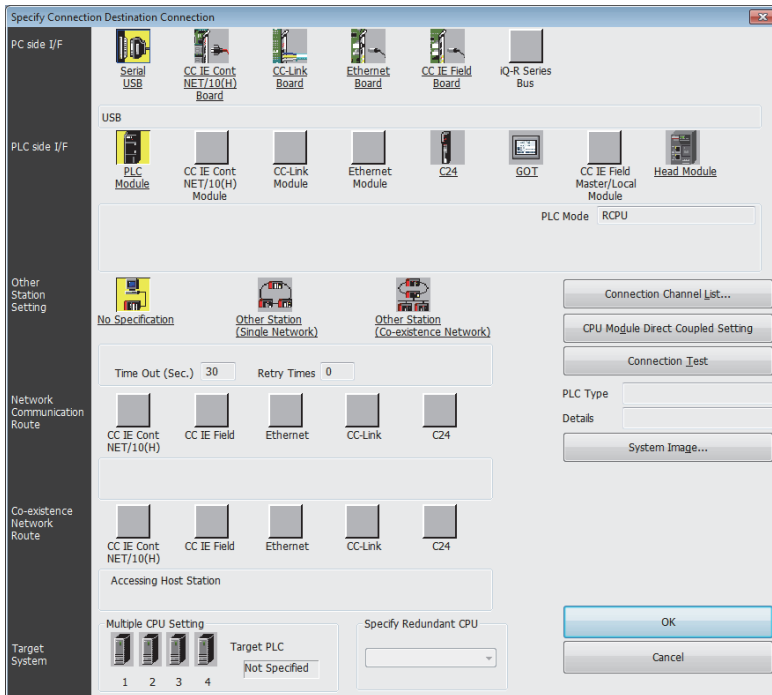 Specify Connection Destination Connection
PC side I/F
Serial
USB
CC IE Cont
NET/10(H)
Board
CC-Link
Board
Ethernet
Board
CC IE Field
Board
iQ-R Series
Bus
USB
PLC side I/F
PLC
Module
CC IE Cont
NET/10(H)
Module
CC-Link
Module
Ethernet
Module
C24
GOT
CC IE Field
Master/Local
Module
Head Module
PLC Mode RCPU
Other
Station
Setting
No Specification
Other Station
(Single Network)
Other Station
(Co-existence Network)
Time Out (Sec.) 30 Retry Times 0
Connection Channel List...
CPU Module Direct Coupled Setting
Connection Test
PLC Type
Details
System Image...
Network
Communication
Route
CC IE Cont
NET/10(H)
CC IE Field
Ethernet
CC-Link
C24
Co-existence
Network
Route
CC IE Cont
NET/10(H)
CC IE Field
Ethernet
CC-Link
C24
Accessing Host Station
Target
System
Multiple CPU Setting
1 2 3 4
Target PLC
Not Specified
Specify Redundant CPU
OK
Cancel